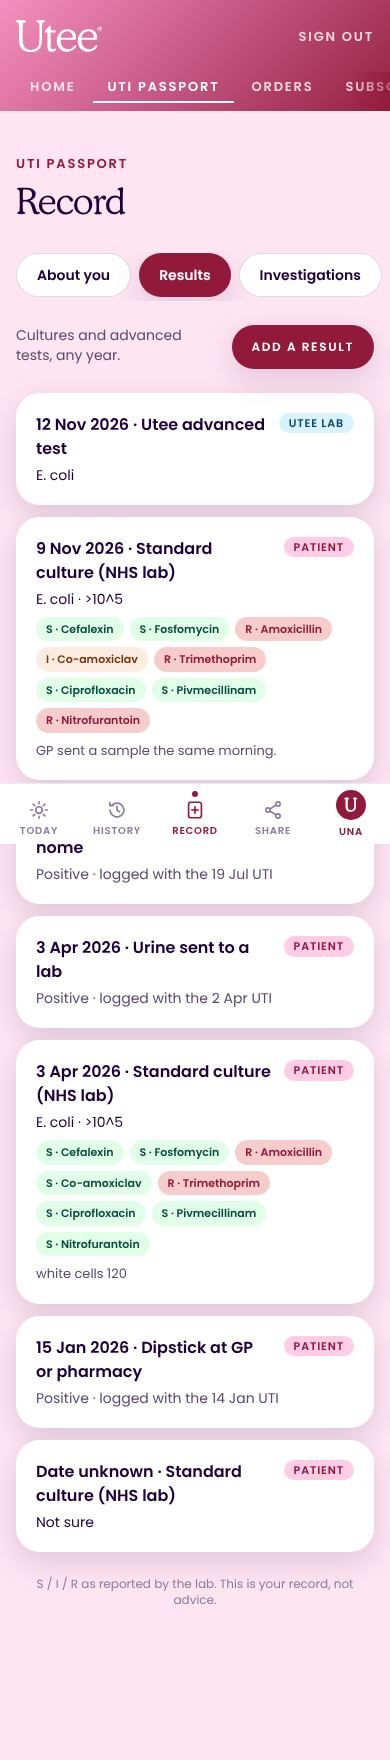 Utee®
SIGN OUT
HOME
UTI PASSPORT
ORDERS
UTI PASSPORT
Record
About you
Results
Investigations
Cultures and advanced
tests, any year.
ADD A RESULT
12 Nov 2026 · Utee advanced
test
UTEE LAB
E. coli
9 Nov 2026 · Standard
culture (NHS lab)
PATIENT
E. coli · >10^5
S · Cefalexin
S · Fosfomycin
R · Amoxicillin
I · Co-amoxiclav
R · Trimethoprim
S · Ciprofloxacin
S · Pivmecillinam
R · Nitrofurantoin
GP sent a sample the same morning.
TODAY
HISTORY
RECORD
SHARE
U
UNA
nome
Positive · logged with the 19 Jul UTI
3 Apr 2026 · Urine sent to a
lab
PATIENT
Positive · logged with the 2 Apr UTI
3 Apr 2026 · Standard culture
(NHS lab)
PATIENT
E. coli · >10^5
S · Cefalexin
S · Fosfomycin
R · Amoxicillin
S · Co-amoxiclav
R · Trimethoprim
S · Ciprofloxacin
S · Pivmecillinam
S · Nitrofurantoin
white cells 120
15 Jan 2026 · Dipstick at GP
or pharmacy
PATIENT
Positive · logged with the 14 Jan UTI
Date unknown · Standard
culture (NHS lab)
PATIENT
Not sure
S / I / R as reported by the lab. This is your record, not
advice.